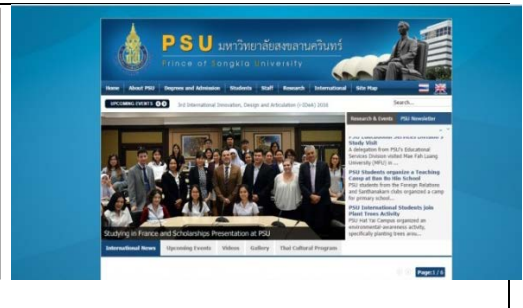 PSU มหาวิทยาลัยสงขลานครินทร์
Prince of Songkla University
Home About PSU Degrees and Admission Students Staff Research International Site Map
UPCOMING EVENTS 3rd International Innovation, Design and Articulation (i-IDeA) 2016 Search...
Research & Events PSU Newsletter
PSU Educational Services Division's
Study Visit
A delegation from PSU's Educational
Services Division visited Mae Fah Luang
University (MFU) in ...
PSU Students organize a Teaching
Camp at Ban Bo Hin School
PSU students from the Foreign Relations
and Santhanakarn clubs organized a camp
for primary school...
PSU International Students join
Plant Trees Activity
PSU Hat Yai Campus organized an
environmental awareness activity,
specifically planting trees arou...
Studying in France and Scholarships Presentation at PSU
International News Upcoming Events Videos Gallery Thai Cultural Program
Page:1 / 6